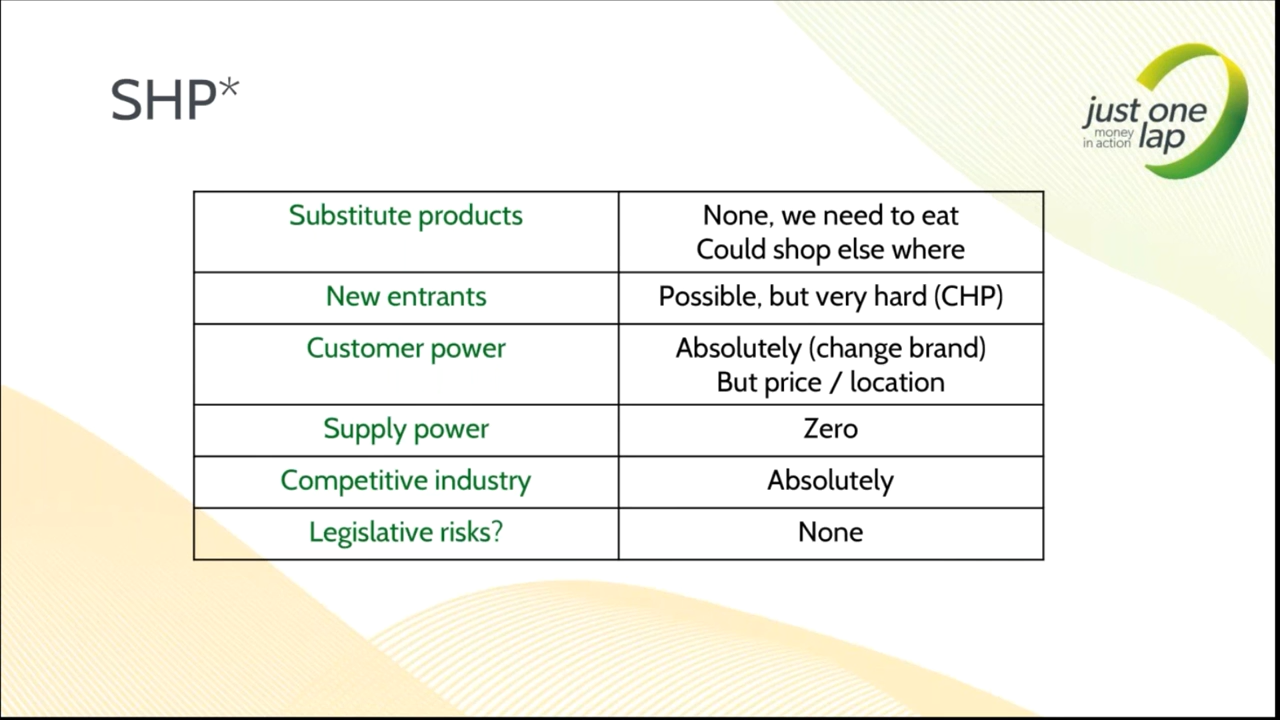 SHP*
just one
money
in action lap
Substitute products
None, we need to eat
Could shop else where
New entrants
Possible, but very hard (CHP)
Customer power
Absolutely (change brand)
But price / location
Supply power
Zero
Competitive industry
Absolutely
Legislative risks?
None